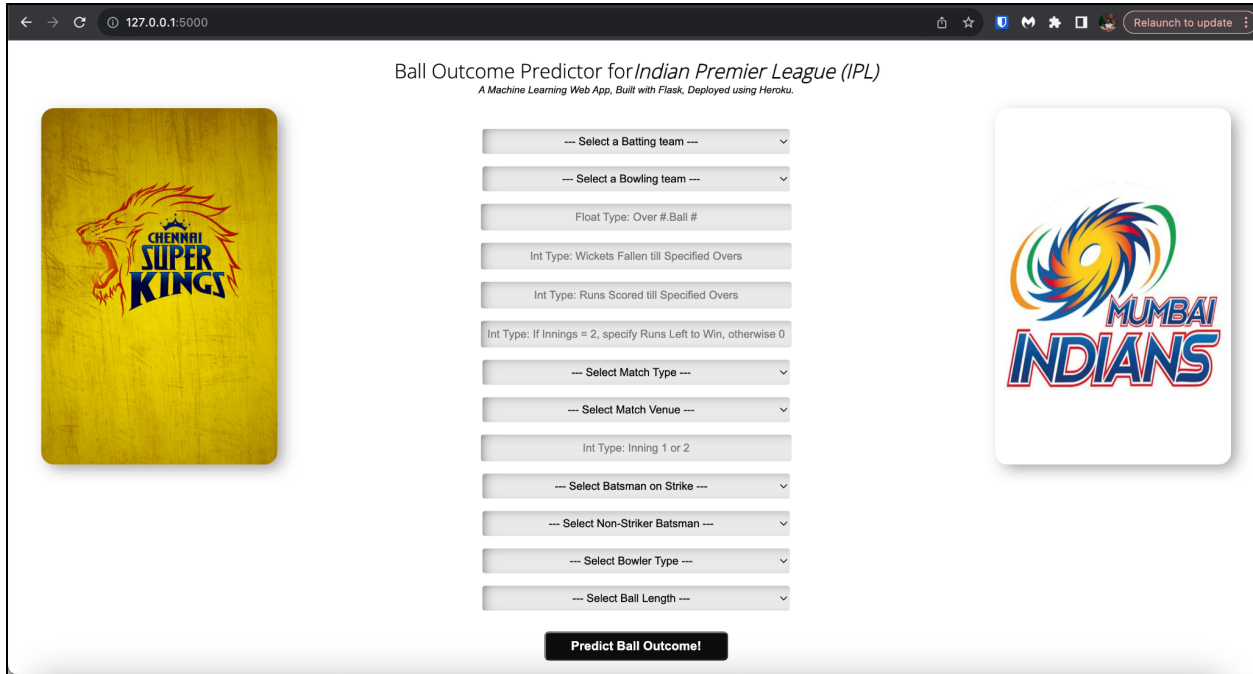 127.0.0.1:5000
Relaunch to update
Ball Outcome Predictor for Indian Premier League (IPL)
A Machine Learning Web App, Built with Flask, Deployed using Heroku.
CHENNAI
SUPER
KINGS
--- Select a Batting team ---
--- Select a Bowling team ---
Float Type: Over #.Ball #
Int Type: Wickets Fallen till Specified Overs
Int Type: Runs Scored till Specified Overs
Int Type: If Innings = 2, specify Runs Left to Win, otherwise 0
--- Select Match Type ---
--- Select Match Venue ---
Int Type: Inning 1 or 2
--- Select Batsman on Strike ---
--- Select Non-Striker Batsman ---
--- Select Bowler Type ---
--- Select Ball Length ---
Predict Ball Outcome!
MUMBAI
INDIANS